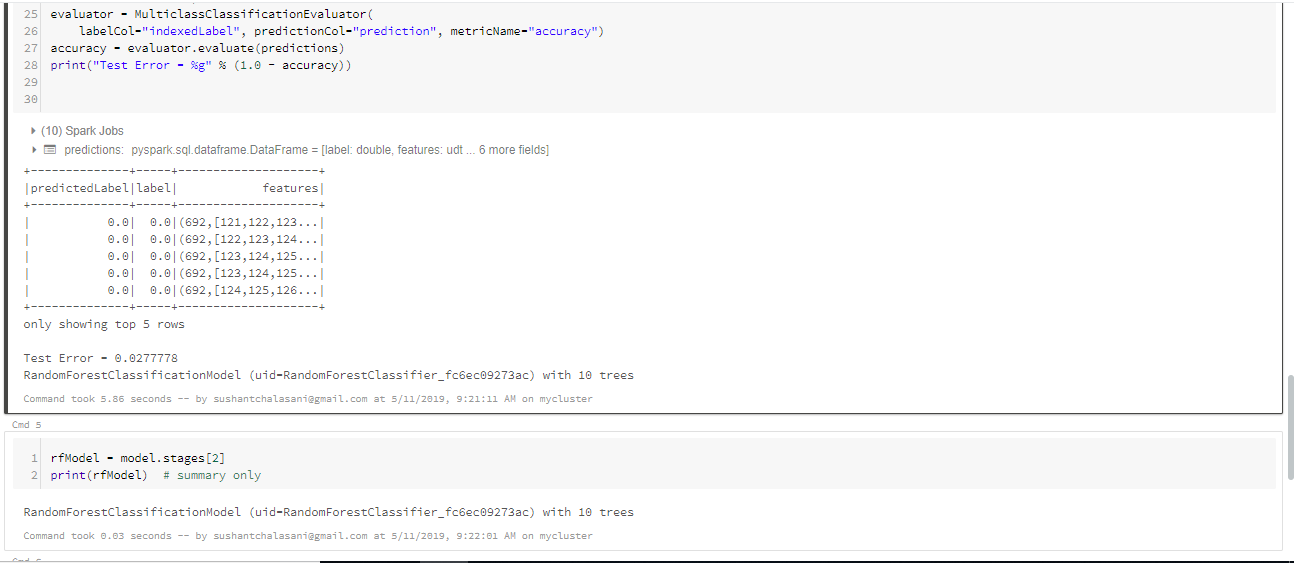 25 evaluator = MulticlassClassificationEvaluator(
26     labelCol="indexedLabel", predictionCol="prediction", metricName="accuracy")
27 accuracy = evaluator.evaluate(predictions)
28 print("Test Error = %g" % (1.0 - accuracy))
29
30
(10) Spark Jobs
predictions: pyspark.sql.dataframe.DataFrame = [label: double, features: udt ... 6 more fields]
+--------------+-----+--------------------+
|predictedLabel|label|            features|
+--------------+-----+--------------------+
|           0.0|  0.0|(692,[121,122,123...|
|           0.0|  0.0|(692,[122,123,124...|
|           0.0|  0.0|(692,[123,124,125...|
|           0.0|  0.0|(692,[123,124,125...|
|           0.0|  0.0|(692,[124,125,126...|
+--------------+-----+--------------------+
only showing top 5 rows
Test Error = 0.0277778
RandomForestClassificationModel (uid=RandomForestClassifier_fc6ec09273ac) with 10 trees
Command took 5.86 seconds -- by sushantchalasani@gmail.com at 5/11/2019, 9:21:11 AM on mycluster
Cmd 5
1 rfModel = model.stages[2]
2 print(rfModel)  # summary only
RandomForestClassificationModel (uid=RandomForestClassifier_fc6ec09273ac) with 10 trees
Command took 0.03 seconds -- by sushantchalasani@gmail.com at 5/11/2019, 9:22:01 AM on mycluster